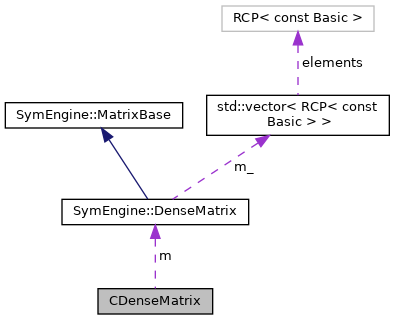 RCP< const Basic >
elements
SymEngine::MatrixBase
std::vector< RCP< const
Basic > >
m_
SymEngine::DenseMatrix
m
CDenseMatrix